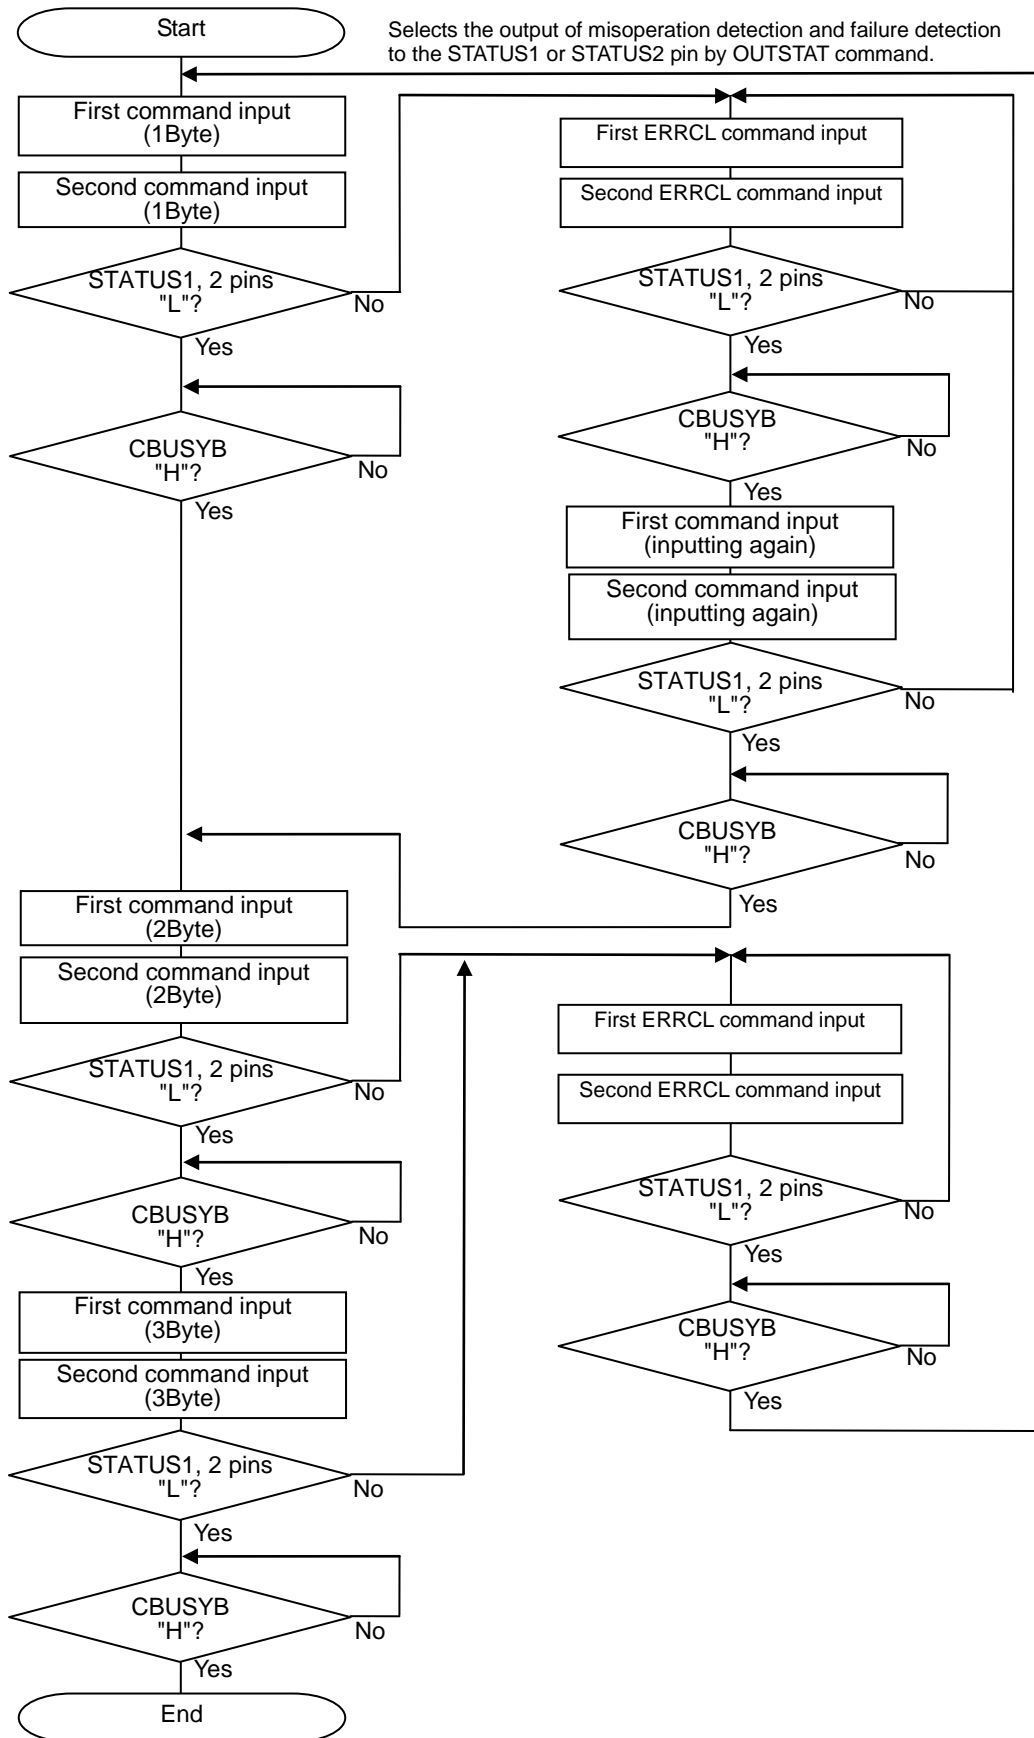 Start
Selects the output of misoperation detection and failure detection
to the STATUS1 or STATUS2 pin by OUTSTAT command.
First command input
(1Byte)
Second command input
(1Byte)
STATUS1, 2 pins
"L"?
No
Yes
CBUSYB
"H"?
No
Yes
First ERRCL command input
Second ERRCL command input
STATUS1, 2 pins
"L"?
No
Yes
CBUSYB
"H"?
No
Yes
First command input
(inputting again)
Second command input
(inputting again)
STATUS1, 2 pins
"L"?
No
Yes
CBUSYB
"H"?
No
Yes
First command input
(2Byte)
Second command input
(2Byte)
STATUS1, 2 pins
"L"?
No
Yes
CBUSYB
"H"?
No
Yes
First command input
(3Byte)
Second command input
(3Byte)
STATUS1, 2 pins
"L"?
No
Yes
CBUSYB
"H"?
No
Yes
End
First ERRCL command input
Second ERRCL command input
STATUS1, 2 pins
"L"?
No
Yes
CBUSYB
"H"?
No
Yes